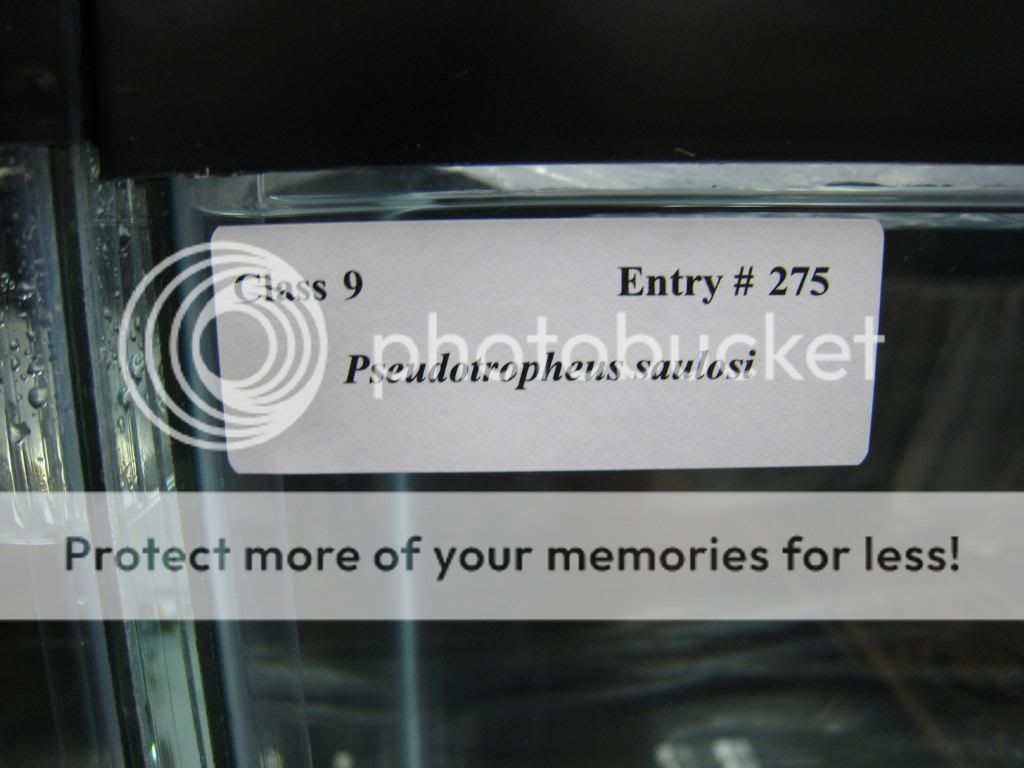 Class 9 Entry # 275
photobucket
Pseudotropheus saulosi
Protect more of your memories for less!